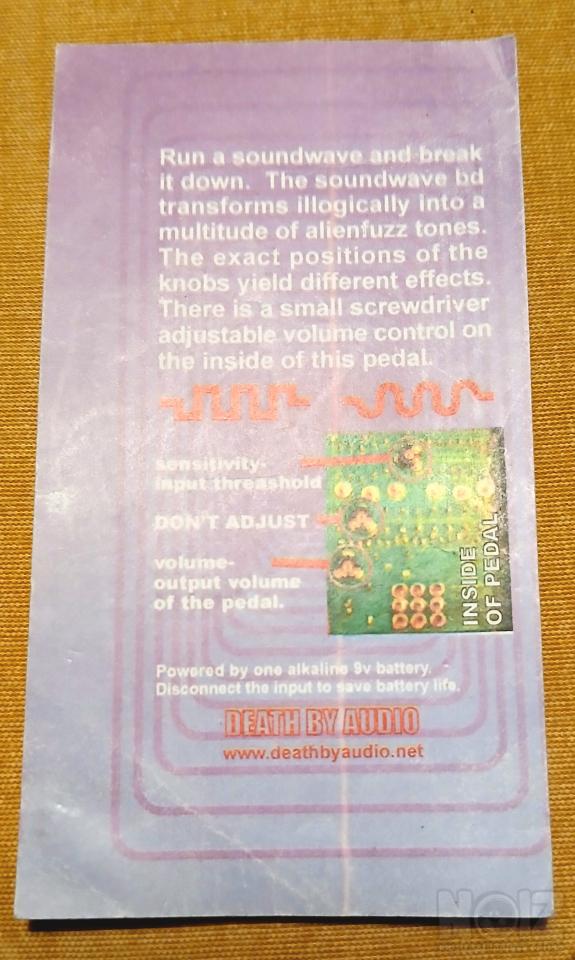 Run a soundwave and break
it down. The soundwave bd
transforms illogically into a
multitude of alienfuzz tones.
The exact positions of the
knobs yield different effects.
There is a small screwdriver
adjustable volume control on
the inside of this pedal.
sensitivity-
input threashold
DON'T ADJUST
volume-
output volume
of the pedal.
INSIDE
OF PEDAL
Powered by one alkaline 9v battery.
Disconnect the input to save battery life.
DEATH BY AUDIO
www.deathbyaudio.net
NOIZ